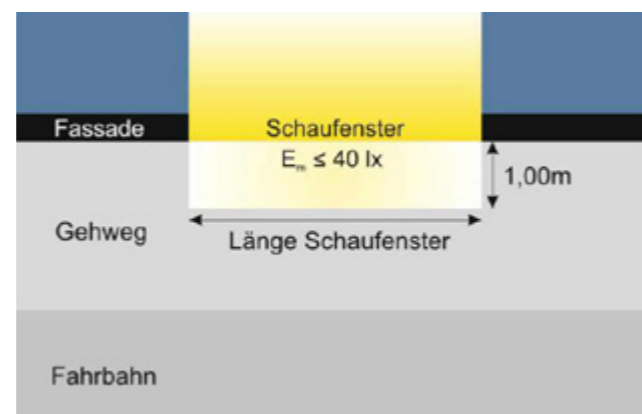 Fassade
Schaufenster
Eₘ ≤ 40 lx
1,00m
Gehweg
Länge Schaufenster
Fahrbahn